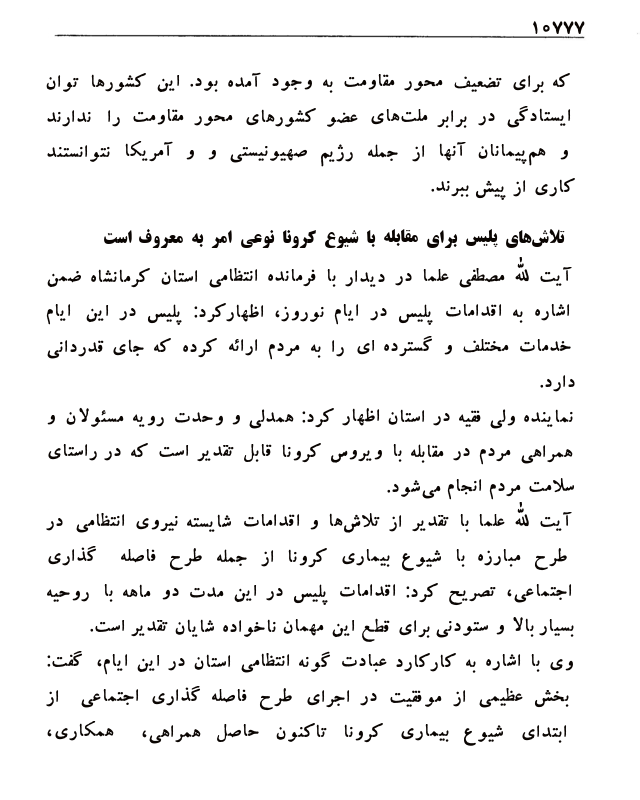 ۱۰۷۷۷
که برای تضعیف محور مقاومت به وجود آمده بود. این کشورها توان
ایستادگی در برابر ملت‌های عضو کشورهای محور مقاومت را ندارند
و هم‌پیمانان آنها از جمله رژیم صهیونیستی و و آمریکا نتوانستند
کاری از پیش ببرند.
تلاش‌های پلیس برای مقابله با شیوع کرونا نوعی امر به معروف است
آیت الله مصطفی علما در دیدار با فرمانده انتظامی استان کرمانشاه ضمن
اشاره به اقدامات پلیس در ایام نوروز، اظهارکرد: پلیس در این ایام
خدمات مختلف و گسترده ای را به مردم ارائه کرده که جای قدردانی
دارد.
نماینده ولی فقیه در استان اظهار کرد: همدلی و وحدت رویه مسئولان و
همراهی مردم در مقابله با ویروس کرونا قابل تقدیر است که در راستای
سلامت مردم انجام می‌شود.
آیت الله علما با تقدیر از تلاش‌ها و اقدامات شایسته نیروی انتظامی در
طرح مبارزه با شیوع بیماری کرونا از جمله طرح فاصله گذاری
اجتماعی، تصریح کرد: اقدامات پلیس در این مدت دو ماهه با روحیه
بسیار بالا و ستودنی برای قطع این مهمان ناخواده شایان تقدیر است.
وی با اشاره به کارکارد عبادت گونه انتظامی استان در این ایام، گفت:
بخش عظیمی از موفقیت در اجرای طرح فاصله گذاری اجتماعی از
ابتدای شیوع بیماری کرونا تاکنون حاصل همراهی، همکاری،